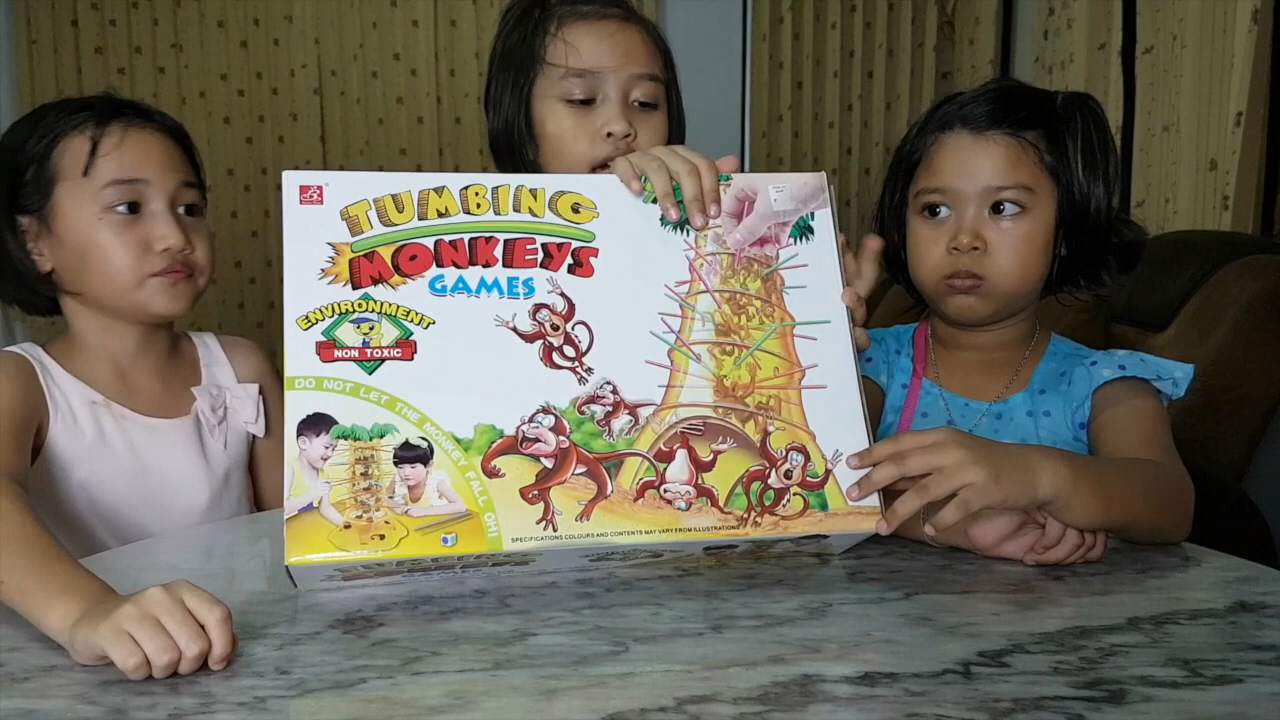 TUMBING
MONKEYS
GAMES
ENVIRONMENT
NON TOXIC
DO NOT LET THE MONKEY FALL OH!
SPECIFICATIONS COLOURS AND CONTENTS MAY VARY FROM ILLUSTRATIONS
GAMES